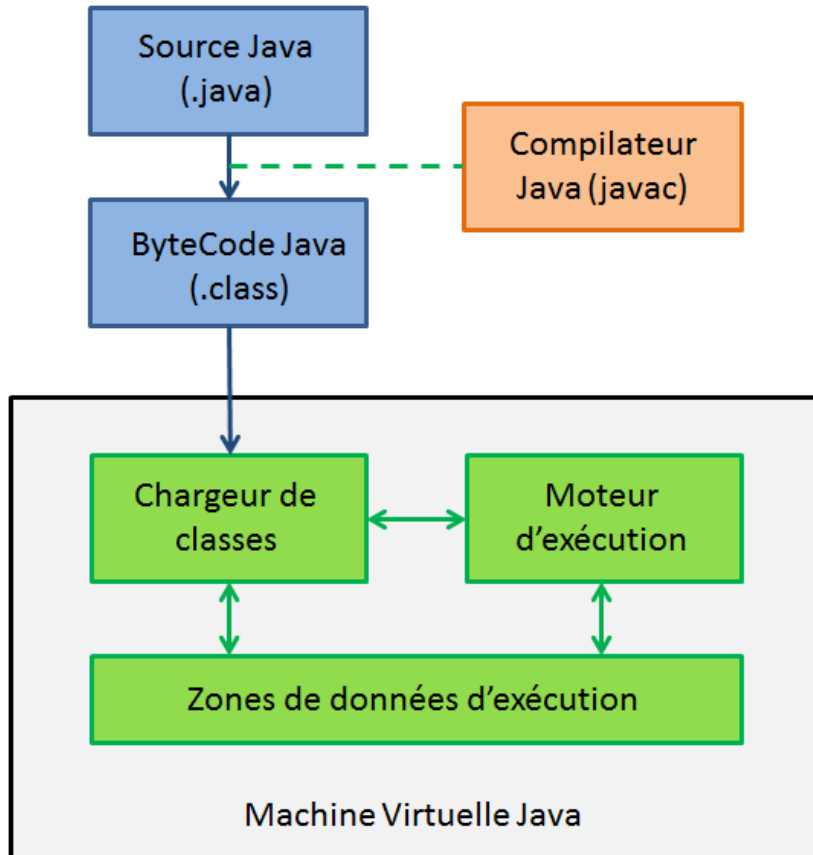 Source Java
(.java)
Compilateur
Java (javac)
ByteCode Java
(.class)
Chargeur de
classes
Moteur
d'exécution
Zones de données d'exécution
Machine Virtuelle Java